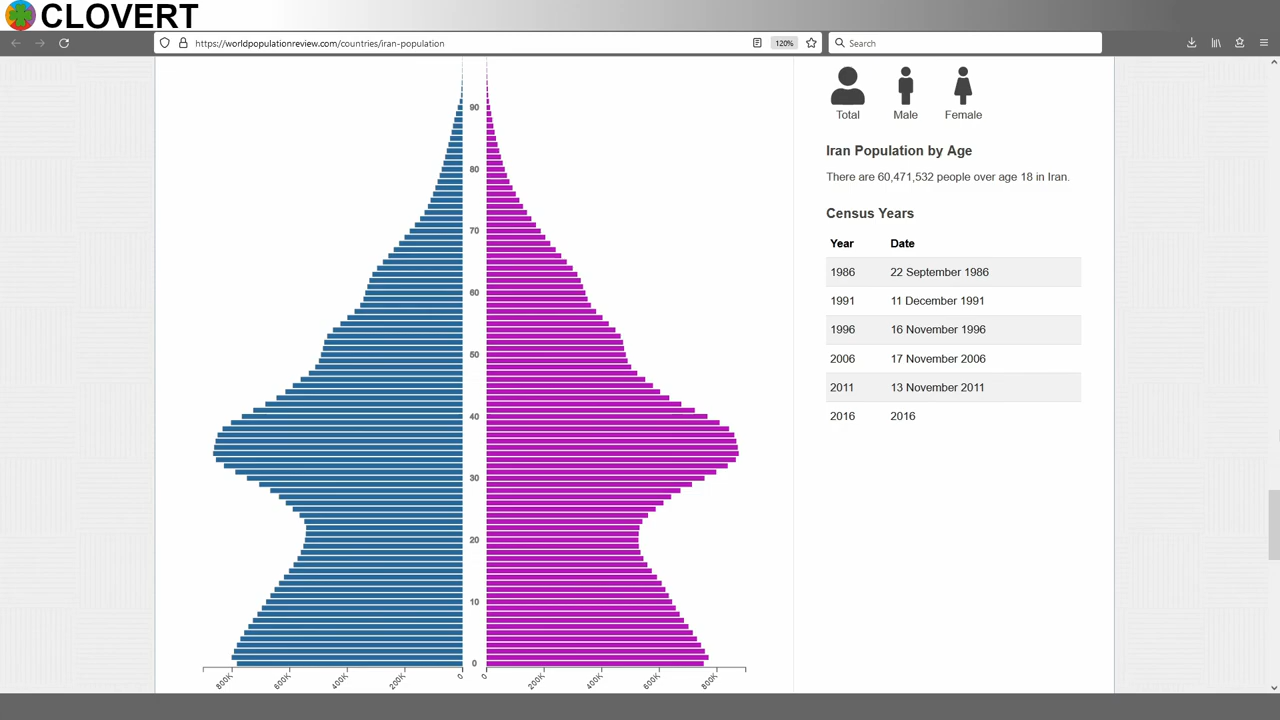 CLOVERT
https://worldpopulationreview.com/countries/iran-population
120%
Search
90
80
70
60
50
40
30
20
10
0
800K
600K
400K
200K
0
0
200K
400K
600K
800K
Total Male Female
Iran Population by Age
There are 60,471,532 people over age 18 in Iran.
Census Years
Year Date
1986 22 September 1986
1991 11 December 1991
1996 16 November 1996
2006 17 November 2006
2011 13 November 2011
2016 2016